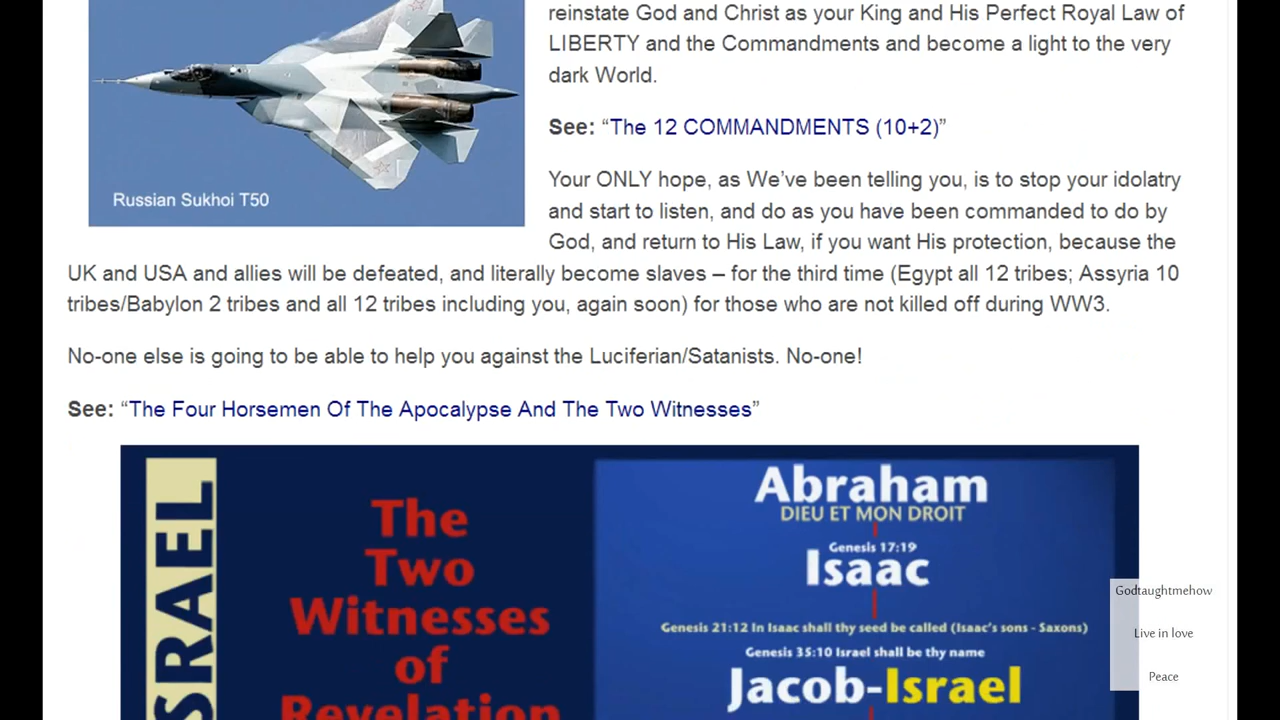 reinstate God and Christ as your King and His Perfect Royal Law of
LIBERTY and the Commandments and become a light to the very
dark World.
See: “The 12 COMMANDMENTS (10+2)”
Russian Sukhoi T50
Your ONLY hope, as We’ve been telling you, is to stop your idolatry
and start to listen, and do as you have been commanded to do by
God, and return to His Law, if you want His protection, because the
UK and USA and allies will be defeated, and literally become slaves – for the third time (Egypt all 12 tribes; Assyria 10
tribes/Babylon 2 tribes and all 12 tribes including you, again soon) for those who are not killed off during WW3.
No-one else is going to be able to help you against the Luciferian/Satanists. No-one!
See: “The Four Horsemen Of The Apocalypse And The Two Witnesses”
SRAEL
The
Two
Witnesses
of
Revelation
Abraham
DIEU ET MON DROIT
Genesis 17:19
Isaac
Genesis 21:12 In Isaac shall thy seed be called (Isaac’s sons - Saxons)
Genesis 35:10 Israel shall be thy name
Jacob-Israel
Godtaughtmehow
Live in love
Peace